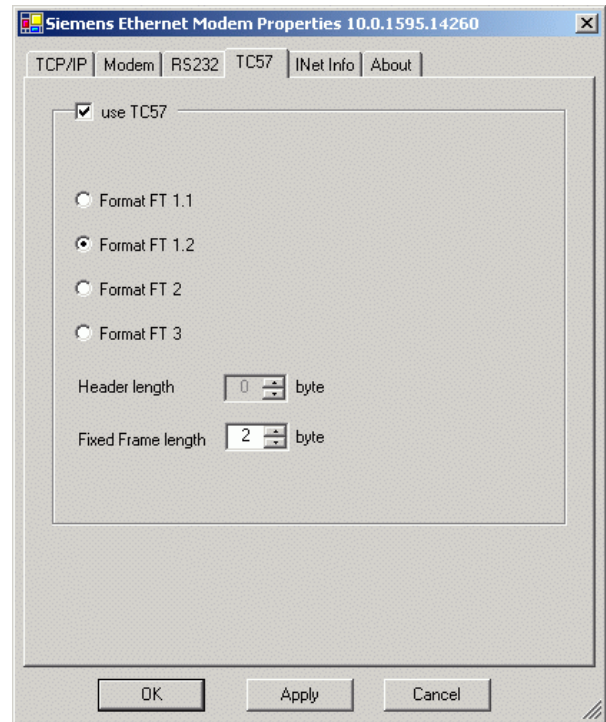 Siemens Ethernet Modem Properties 10.0.1595.14260
TCP/IP Modem RS232 TC57 INet Info About
use TC57
Format FT 1.1
Format FT 1.2
Format FT 2
Format FT 3
Header length 0 byte
Fixed Frame length 2 byte
OK Apply Cancel